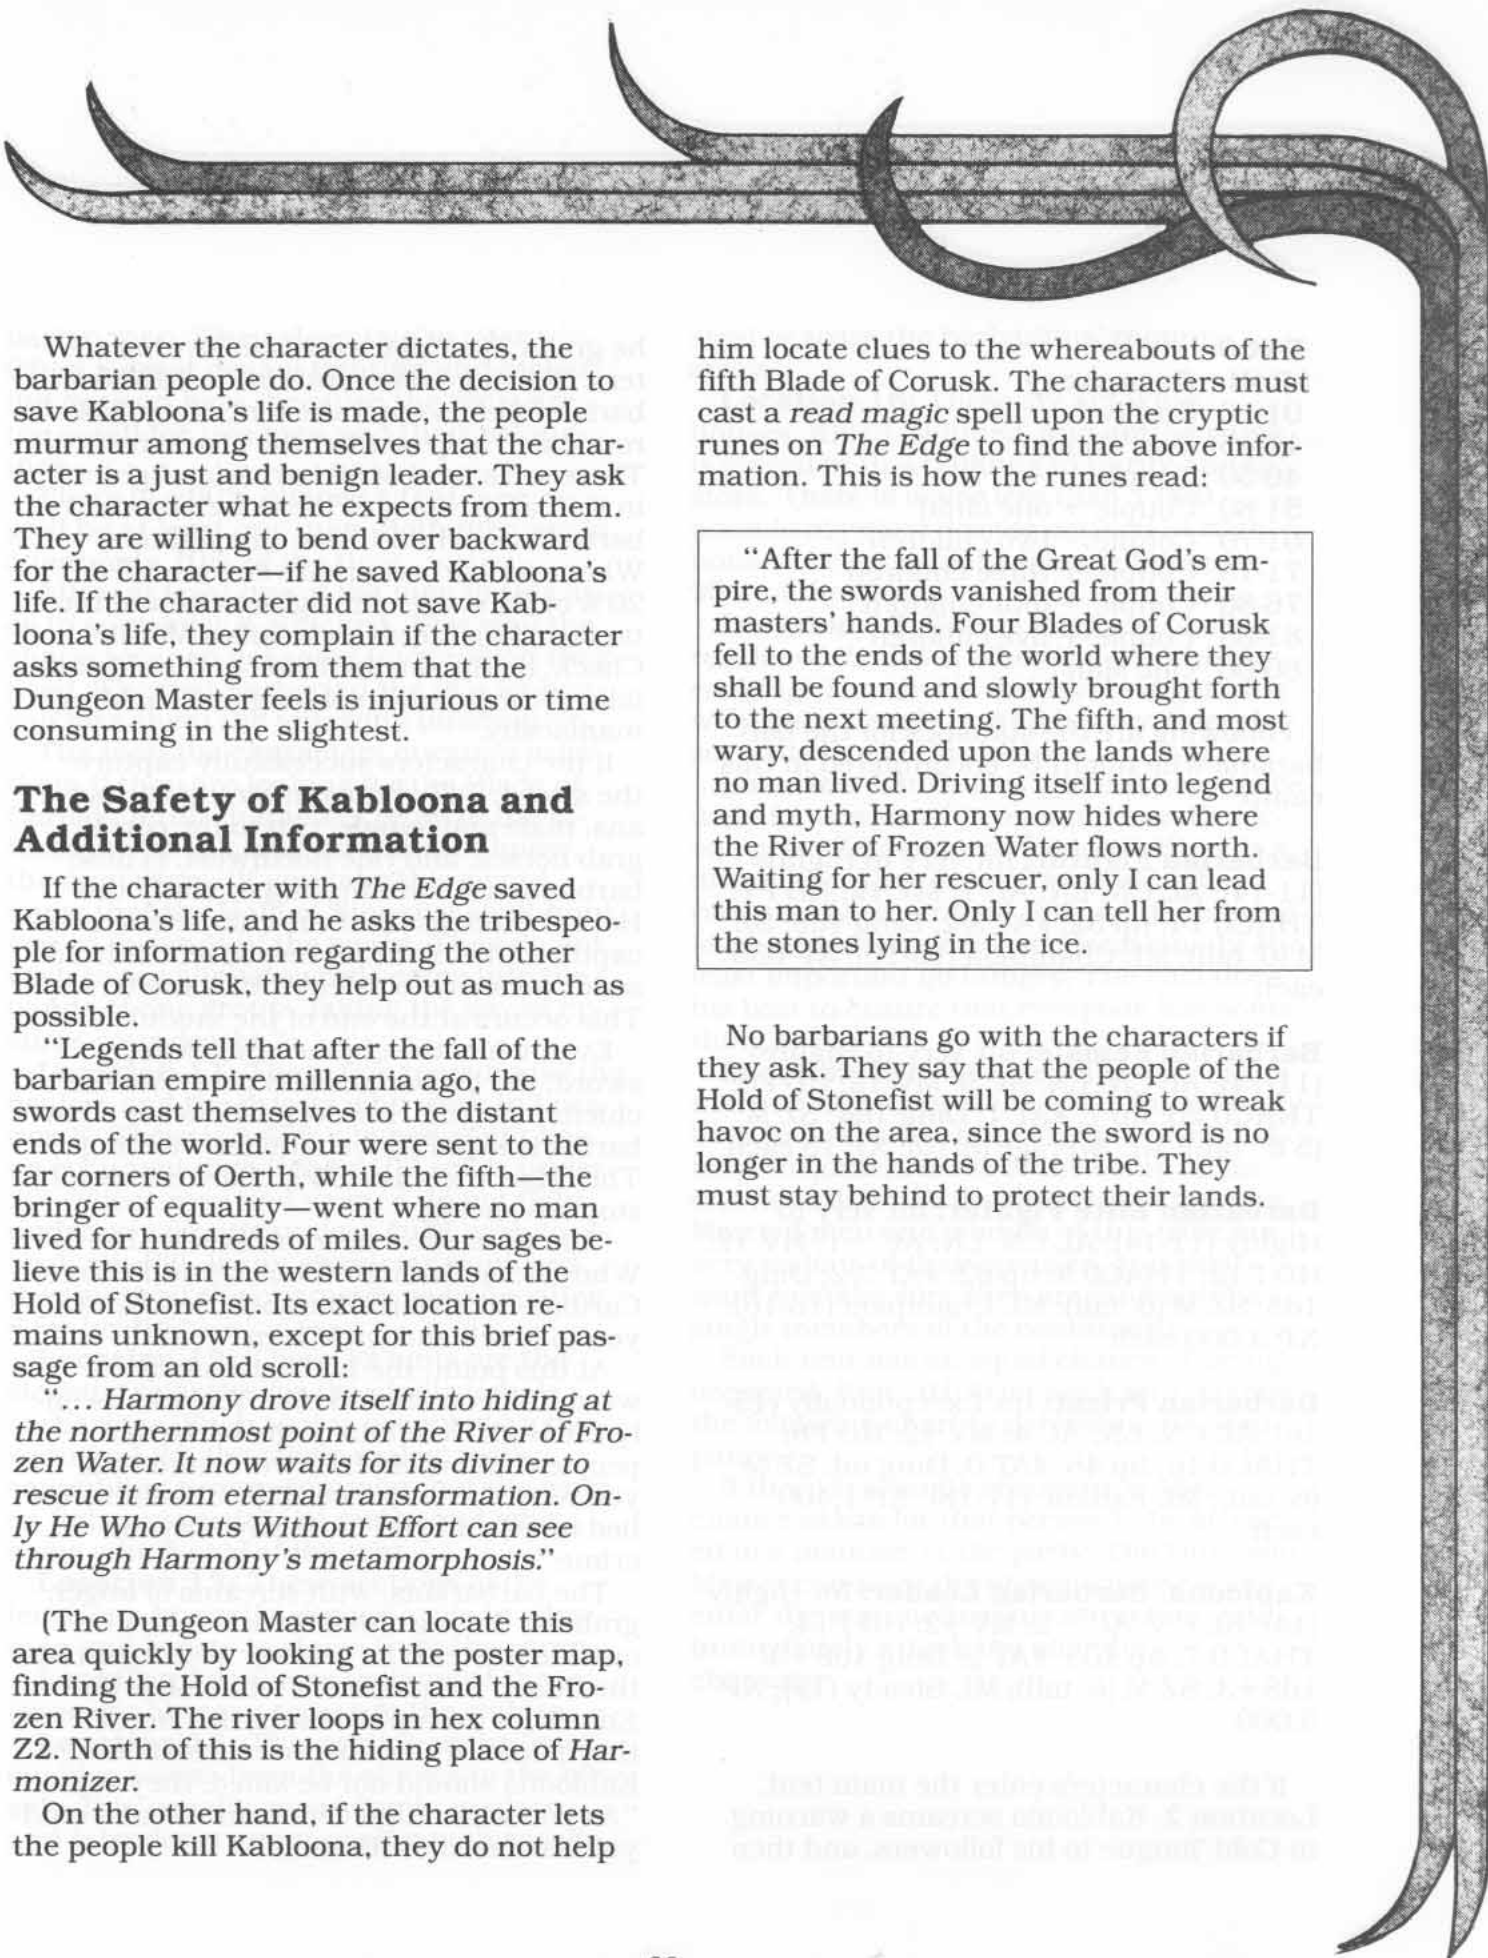 Whatever the character dictates, the
barbarian people do. Once the decision to
save Kabloona's life is made, the people
murmur among themselves that the char-
acter is a just and benign leader. They ask
the character what he expects from them.
They are willing to bend over backward
for the character—if he saved Kabloona's
life. If the character did not save Kab-
loona's life, they complain if the character
asks something from them that the
Dungeon Master feels is injurious or time
consuming in the slightest.
The Safety of Kabloona and
Additional Information
If the character with The Edge saved
Kabloona's life, and he asks the tribespeo-
ple for information regarding the other
Blade of Corusk, they help out as much as
possible.
"Legends tell that after the fall of the
barbarian empire millennia ago, the
swords cast themselves to the distant
ends of the world. Four were sent to the
far corners of Oerth, while the fifth—the
bringer of equality—went where no man
lived for hundreds of miles. Our sages be-
lieve this is in the western lands of the
Hold of Stonefist. Its exact location re-
mains unknown, except for this brief pas-
sage from an old scroll:
"... Harmony drove itself into hiding at
the northernmost point of the River of Fro-
zen Water. It now waits for its diviner to
rescue it from eternal transformation. On-
ly He Who Cuts Without Effort can see
through Harmony's metamorphosis."
(The Dungeon Master can locate this
area quickly by looking at the poster map,
finding the Hold of Stonefist and the Fro-
zen River. The river loops in hex column
Z2. North of this is the hiding place of Har-
monizer.
On the other hand, if the character lets
the people kill Kabloona, they do not help
him locate clues to the whereabouts of the
fifth Blade of Corusk. The characters must
cast a read magic spell upon the cryptic
runes on The Edge to find the above infor-
mation. This is how the runes read:
"After the fall of the Great God's em-
pire, the swords vanished from their
masters' hands. Four Blades of Corusk
fell to the ends of the world where they
shall be found and slowly brought forth
to the next meeting. The fifth, and most
wary, descended upon the lands where
no man lived. Driving itself into legend
and myth, Harmony now hides where
the River of Frozen Water flows north.
Waiting for her rescuer, only I can lead
this man to her. Only I can tell her from
the stones lying in the ice.
No barbarians go with the characters if
they ask. They say that the people of the
Hold of Stonefist will be coming to wreak
havoc on the area, since the sword is no
longer in the hands of the tribe. They
must stay behind to protect their lands.